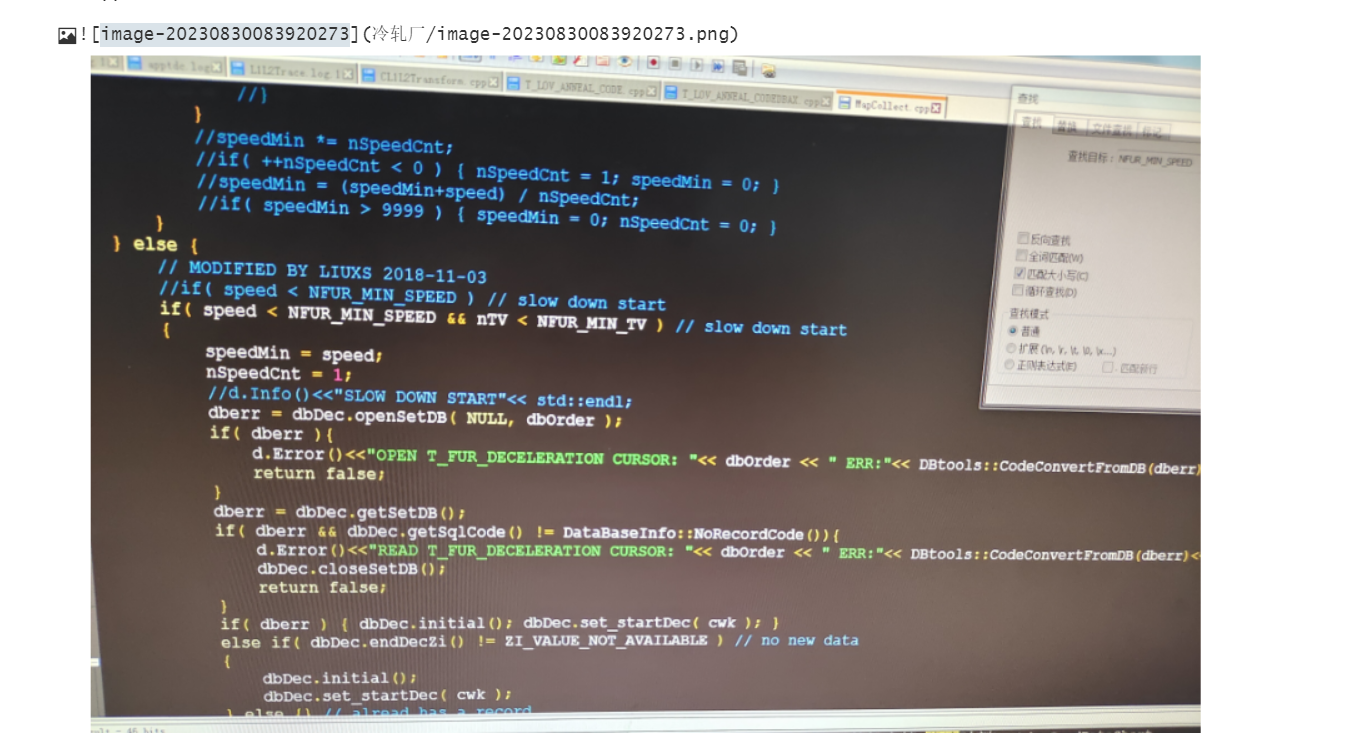 ![image-20230830083920273](冷轧厂/image-20230830083920273.png)
apptdc.log
L1L2Trace.log.1
CL1L2Transform.cpp
T_LOV_ANNEAL_CODE.cpp
T_LOV_ANNEAL_CODEDBAX.cpp
MapCollect.cpp
//}
}
//speedMin *= nSpeedCnt;
//if( ++nSpeedCnt < 0 ) { nSpeedCnt = 1; speedMin = 0; }
//speedMin = (speedMin+speed) / nSpeedCnt;
//if( speedMin > 9999 ) { speedMin = 0; nSpeedCnt = 0; }
}
} else {
// MODIFIED BY LIUXS 2018-11-03
//if( speed < NFUR_MIN_SPEED ) // slow down start
if( speed < NFUR_MIN_SPEED && nTV < NFUR_MIN_TV ) // slow down start
{
speedMin = speed;
nSpeedCnt = 1;
//d.Info()<<"SLOW DOWN START"<< std::endl;
dberr = dbDec.openSetDB( NULL, dbOrder );
if( dberr ){
d.Error()<<"OPEN T_FUR_DECELERATION CURSOR: "<< dbOrder << " ERR:"<< DBtools::CodeConvertFromDB(dberr)
return false;
}
dberr = dbDec.getSetDB();
if( dberr && dbDec.getSqlCode() != DataBaseInfo::NoRecordCode()){
d.Error()<<"READ T_FUR_DECELERATION CURSOR: "<< dbOrder << " ERR:"<< DBtools::CodeConvertFromDB(dberr)<
dbDec.closeSetDB();
return false;
}
if( dberr ) { dbDec.initial(); dbDec.set_startDec( cwk ); }
else if( dbDec.endDecZi() != ZI_VALUE_NOT_AVAILABLE ) // no new data
{
dbDec.initial();
dbDec.set_startDec( cwk );
} else {} // alread has a record
查找
查找 替换 文件查找 标记
查找目标： NFUR_MIN_SPEED
反向查找
全词匹配(W)
匹配大小写(C)
循环查找(D)
查找模式
普通
扩展 (\n, \r, \t, \0, \x...)
正则表达式(E)
匹配新行